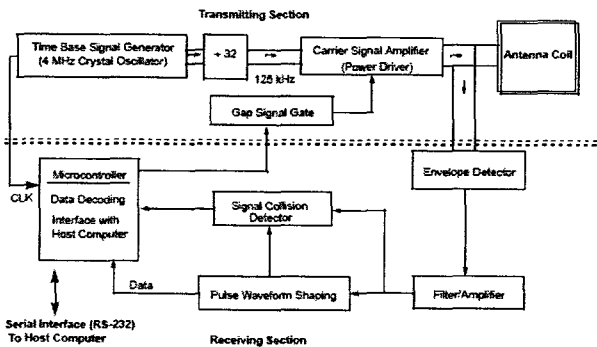 Transmitting Section
Time Base Signal Generator
(4 MHz Crystal Oscillator)
÷ 32
125 kHz
Carrier Signal Amplifier
(Power Driver)
Antenna Coil
Gap Signal Gate
CLK
Microcontroller
Data Decoding
Interface with
Host Computer
Signal Collision
Detector
Envelope Detector
Data
Pulse Waveform Shaping
Filter/Amplifier
Serial Interface (RS-232)
To Host Computer
Receiving Section